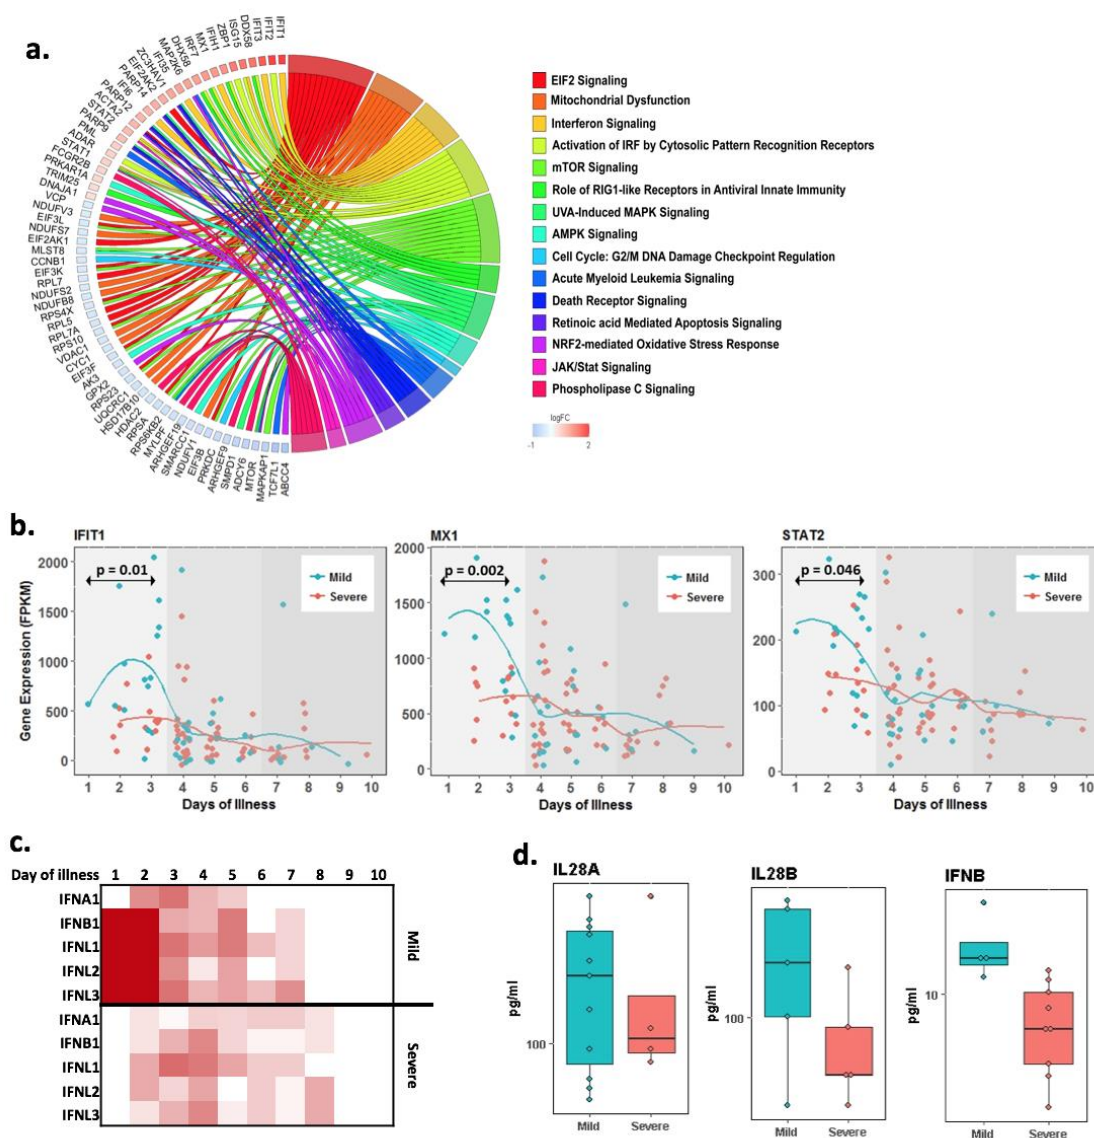 a.
IFIT1
IFIT2
IFIT3
DDX58
ISG15
ZBP1
IFIH1
MX1
IRF7
DHX58
MAP2K6
IFI35
ZC3HAV1
EIF2AK2
PARP14
IFI6
PARP12
ACTA2
STAT2
PARP9
PML
ADAR
STAT1
FCGR2B
PRKAR1A
TRIM25
DNAJA1
VCP
NDUFV3
EIF3L
NDUFS7
EIF2AK1
MLST8
CCNB1
EIF3K
RPL7
NDUFS2
NDUFB8
RPS4X
RPL5
RPL7A
RPS10
VDAC1
CYC1
EIF3F
AK3
GPX2
RPS23
UQCRC1
HSD17B10
HDAC2
RPSA
RPS6KB2
MYLPF
ARHGEF19
SMARCC1
NDUFV1
EIF3B
PRKDC
ARHGEF9
SMPD1
ADCY6
MTOR
MAPKAP1
TCF7L1
ABCC4
EIF2 Signaling
Mitochondrial Dysfunction
Interferon Signaling
Activation of IRF by Cytosolic Pattern Recognition Receptors
mTOR Signaling
Role of RIG1-like Receptors in Antiviral Innate Immunity
UVA-Induced MAPK Signaling
AMPK Signaling
Cell Cycle: G2/M DNA Damage Checkpoint Regulation
Acute Myeloid Leukemia Signaling
Death Receptor Signaling
Retinoic acid Mediated Apoptosis Signaling
NRF2-mediated Oxidative Stress Response
JAK/Stat Signaling
Phospholipase C Signaling
logFC
-1 2
b.
IFIT1
Gene Expression (FPKM)
2000
1500
1000
500
0
p = 0.01
Mild
Severe
1 2 3 4 5 6 7 8 9 10
Days of Illness
MX1
2000
1500
1000
500
0
p = 0.002
Mild
Severe
1 2 3 4 5 6 7 8 9 10
Days of Illness
STAT2
300
200
100
0
p = 0.046
Mild
Severe
1 2 3 4 5 6 7 8 9 10
Days of Illness
c.
Day of illness 1 2 3 4 5 6 7 8 9 10
IFNA1
IFNB1
IFNL1
IFNL2
IFNL3
Mild
IFNA1
IFNB1
IFNL1
IFNL2
IFNL3
Severe
d.
IL28A
pg/ml
100
Mild Severe
IL28B
pg/ml
100
Mild Severe
IFNB
pg/ml
10
Mild Severe